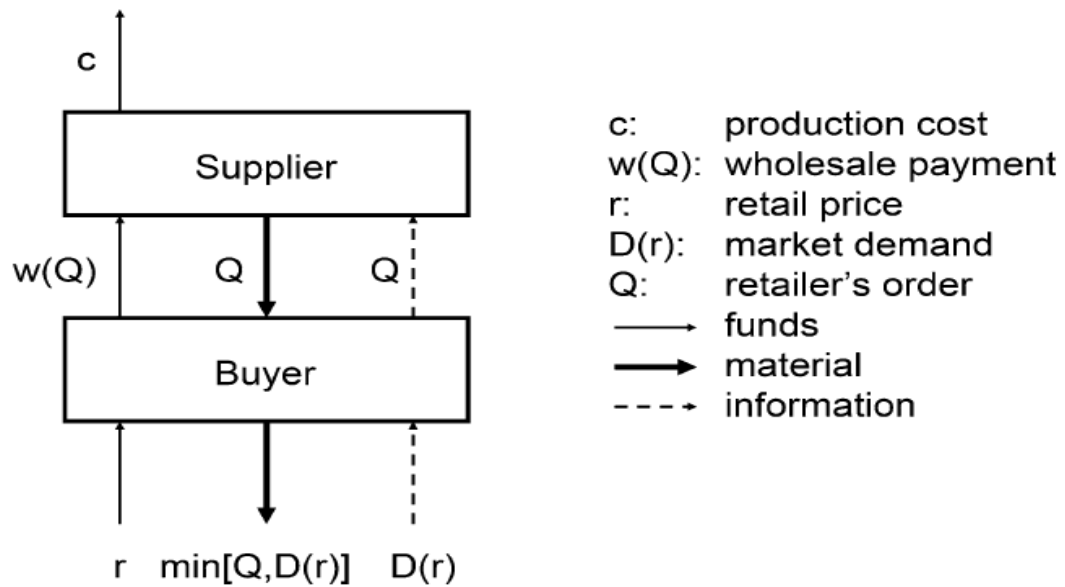 c
Supplier
w(Q) Q Q
Buyer
r min[Q,D(r)] D(r)
c: production cost
w(Q): wholesale payment
r: retail price
D(r): market demand
Q: retailer's order
funds
material
information